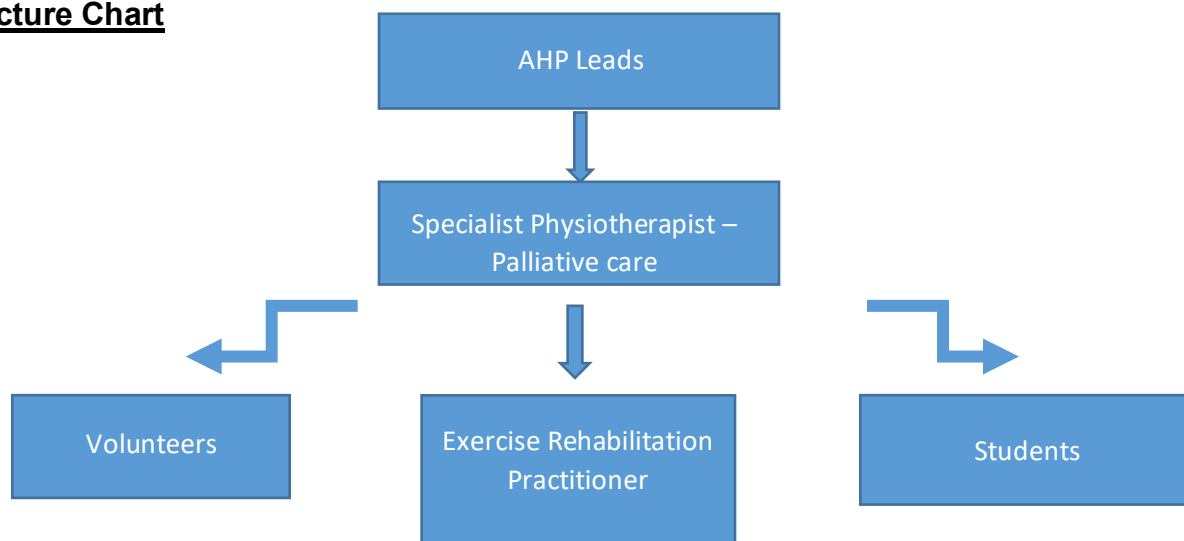 cture Chart
AHP Leads
Specialist Physiotherapist –
Palliative care
Volunteers
Exercise Rehabilitation
Practitioner
Students